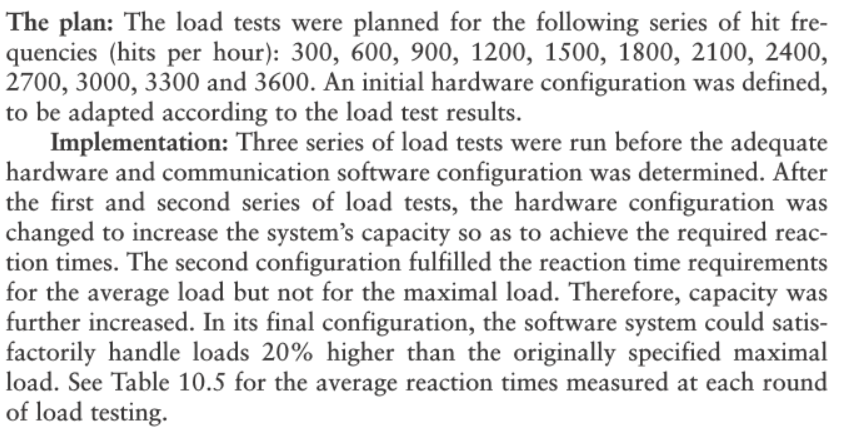 The plan: The load tests were planned for the following series of hit fre-
quencies (hits per hour): 300, 600, 900, 1200, 1500, 1800, 2100, 2400,
2700, 3000, 3300 and 3600. An initial hardware configuration was defined,
to be adapted according to the load test results.
Implementation: Three series of load tests were run before the adequate
hardware and communication software configuration was determined. After
the first and second series of load tests, the hardware configuration was
changed to increase the system’s capacity so as to achieve the required reac-
tion times. The second configuration fulfilled the reaction time requirements
for the average load but not for the maximal load. Therefore, capacity was
further increased. In its final configuration, the software system could satis-
factorily handle loads 20% higher than the originally specified maximal
load. See Table 10.5 for the average reaction times measured at each round
of load testing.